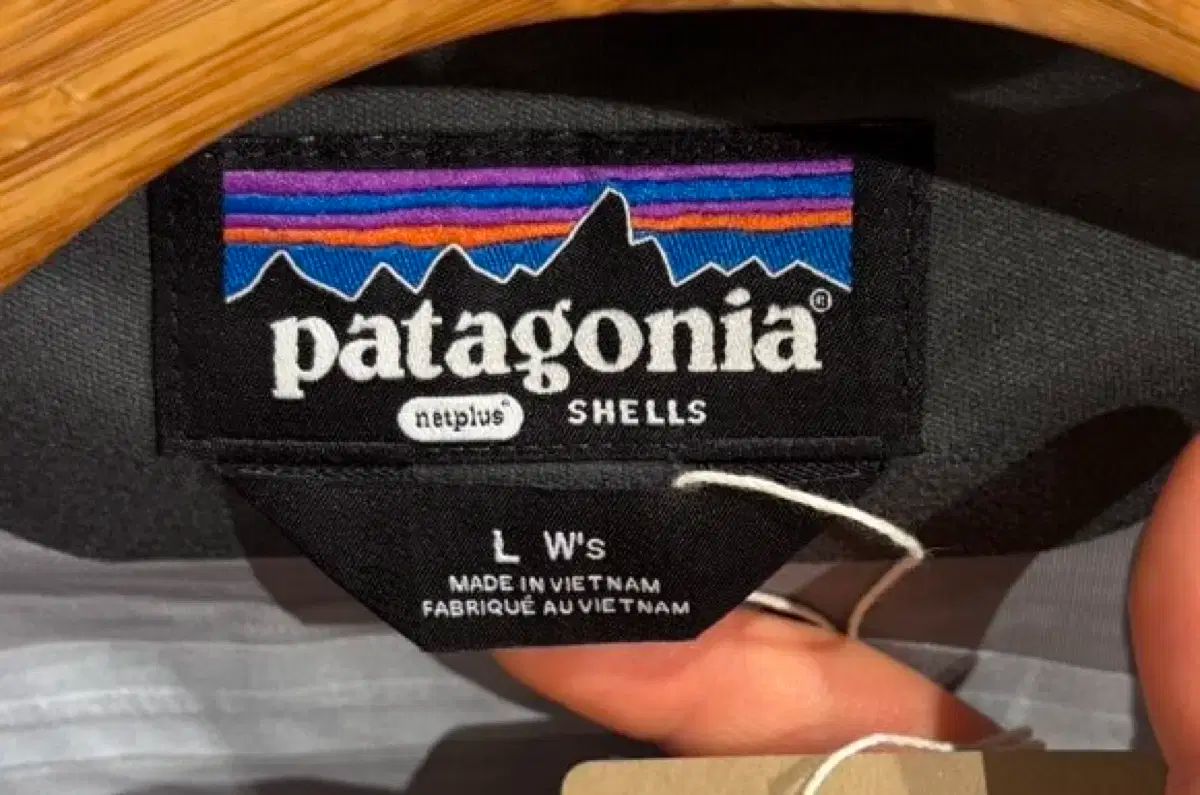 patagonia®
netplus® SHELLS
L W's
MADE IN VIETNAM
FABRIQUÉ AU VIETNAM